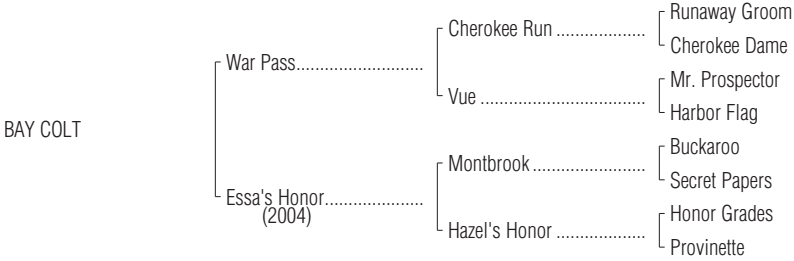 Runaway Groom
Cherokee Run ...................
Cherokee Dame
War Pass...........................
Mr. Prospector
Vue ...................................
Harbor Flag
BAY COLT
Buckaroo
Montbrook ........................
Secret Papers
Essa's Honor.....................
(2004)
Honor Grades
Hazel's Honor ...................
Provinette